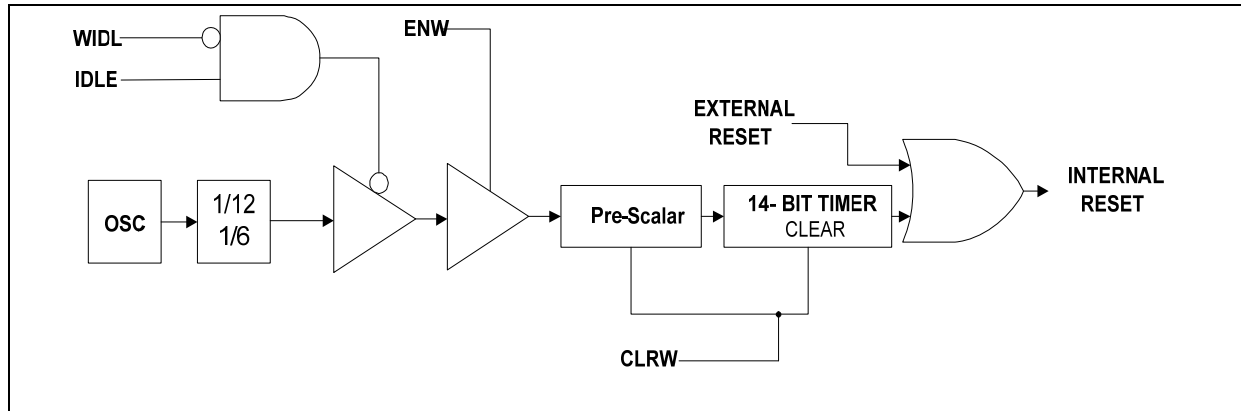 WIDL
IDLE
ENW
EXTERNAL
RESET
INTERNAL
RESET
OSC
1/12
1/6
Pre-Scalar
14- BIT TIMER
CLEAR
CLRW